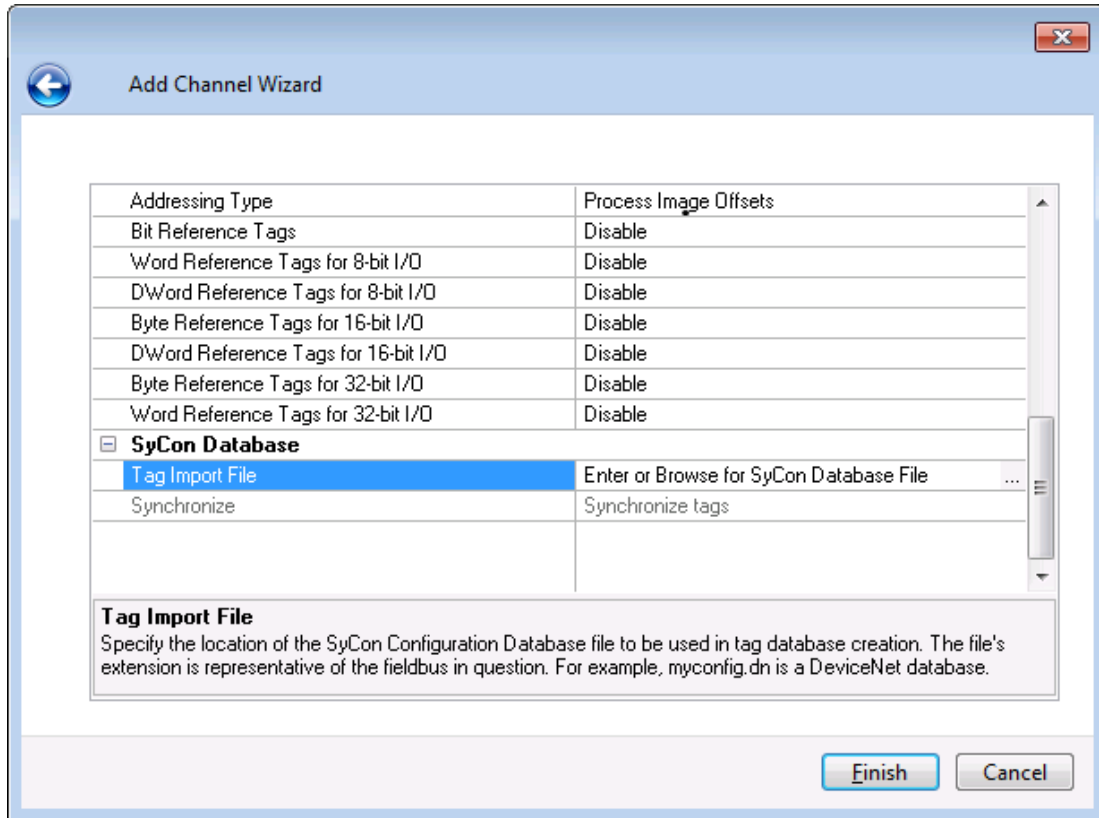 Add Channel Wizard
Addressing Type Process Image Offsets
Bit Reference Tags Disable
Word Reference Tags for 8-bit I/O Disable
DWord Reference Tags for 8-bit I/O Disable
Byte Reference Tags for 16-bit I/O Disable
DWord Reference Tags for 16-bit I/O Disable
Byte Reference Tags for 32-bit I/O Disable
Word Reference Tags for 32-bit I/O Disable
SyCon Database
Tag Import File Enter or Browse for SyCon Database File ...
Synchronize Synchronize tags
Tag Import File
Specify the location of the SyCon Configuration Database file to be used in tag database creation. The file's
extension is representative of the fieldbus in question. For example, myconfig.dn is a DeviceNet database.
Finish Cancel